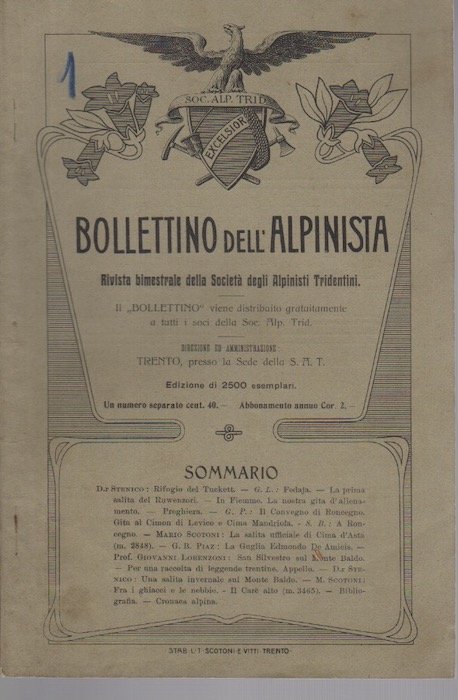 1
SOC. ALP. TRID
EXCELSIOR
BOLLETTINO DELL'ALPINISTA
Rivista bimestrale della Società degli Alpinisti Tridentini.
Il „BOLLETTINO" viene distribuito gratuitamente
a tutti i soci della Soc. Alp. Trid.
DIREZIONE ED AMMINISTRAZIONE
TRENTO, presso la Sede della S. A. T.
Edizione di 2500 esemplari.
Un numero separato cent. 40.— Abbonamento annuo Cor. 2.—
SOMMARIO
D.r STENICO: Rifugio del Tuckett. — G. L.: Fedaja. — La prima
salita del Ruwenzori. — In Fiemme. La nostra gita d'allena-
mento. — Preghiera. — G. P.: Il Convegno di Roncegno.
Gita al Cimon di Levico e Cima Mandriola. - S. B.: A Ron-
cegno. — MARIO SCOTONI: La salita ufficiale di Cima d'Asta
(m. 2848). — G. B. PIAZ: La Guglia Edmondo De Amicis. —
Prof. GIOVANNI LORENZONI: San Silvestro sul Monte Baldo.
— Per una raccolta di leggende trentine. Appello. — D.r STE-
NICO: Una salita invernale sul Monte Baldo. — M. SCOTONI:
Fra i ghiacci e le nebbie. - Il Carè alto (m. 3465). — Biblio-
grafia. — Cronaca alpina.
STAB. LIT. SCOTONI E VITTI TRENTO